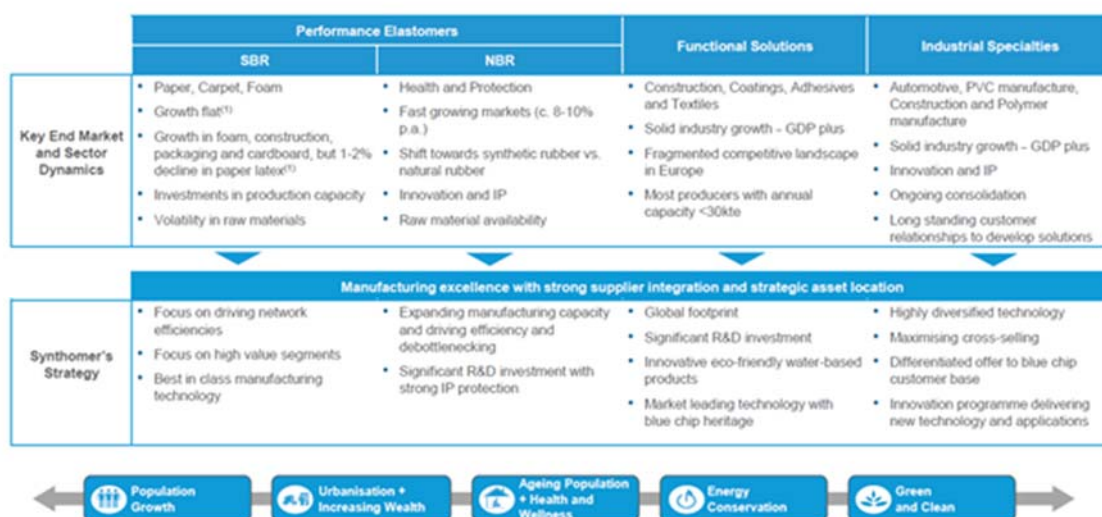 Performance Elastomers
Functional Solutions
Industrial Specialties
SBR
NBR
Key End Market
and Sector
Dynamics
• Paper, Carpet, Foam
• Growth flat(1)
• Growth in foam, construction,
packaging and cardboard, but 1-2%
decline in paper latex(1)
• Investments in production capacity
• Volatility in raw materials
• Health and Protection
• Fast growing markets (c. 8-10%
p.a.)
• Shift towards synthetic rubber vs.
natural rubber
• Innovation and IP
• Raw material availability
• Construction, Coatings, Adhesives
and Textiles
• Solid industry growth – GDP plus
• Fragmented competitive landscape
in Europe
• Most producers with annual
capacity <30kte
• Automotive, PVC manufacture,
Construction and Polymer
manufacture
• Solid industry growth – GDP plus
• Innovation and IP
• Ongoing consolidation
• Long standing customer
relationships to develop solutions
Manufacturing excellence with strong supplier integration and strategic asset location
Synthomer's
Strategy
• Focus on driving network
efficiencies
• Focus on high value segments
• Best in class manufacturing
technology
• Expanding manufacturing capacity
and driving efficiency and
debottlenecking
• Significant R&D investment with
strong IP protection
• Global footprint
• Significant R&D investment
• Innovative eco-friendly water-based
products
• Market leading technology with
blue chip heritage
• Highly diversified technology
• Maximising cross-selling
• Differentiated offer to blue chip
customer base
• Innovation programme delivering
new technology and applications
Population
Growth
Urbanisation +
Increasing Wealth
Ageing Population
+ Health and
Wellness
Energy
Conservation
Green
and Clean